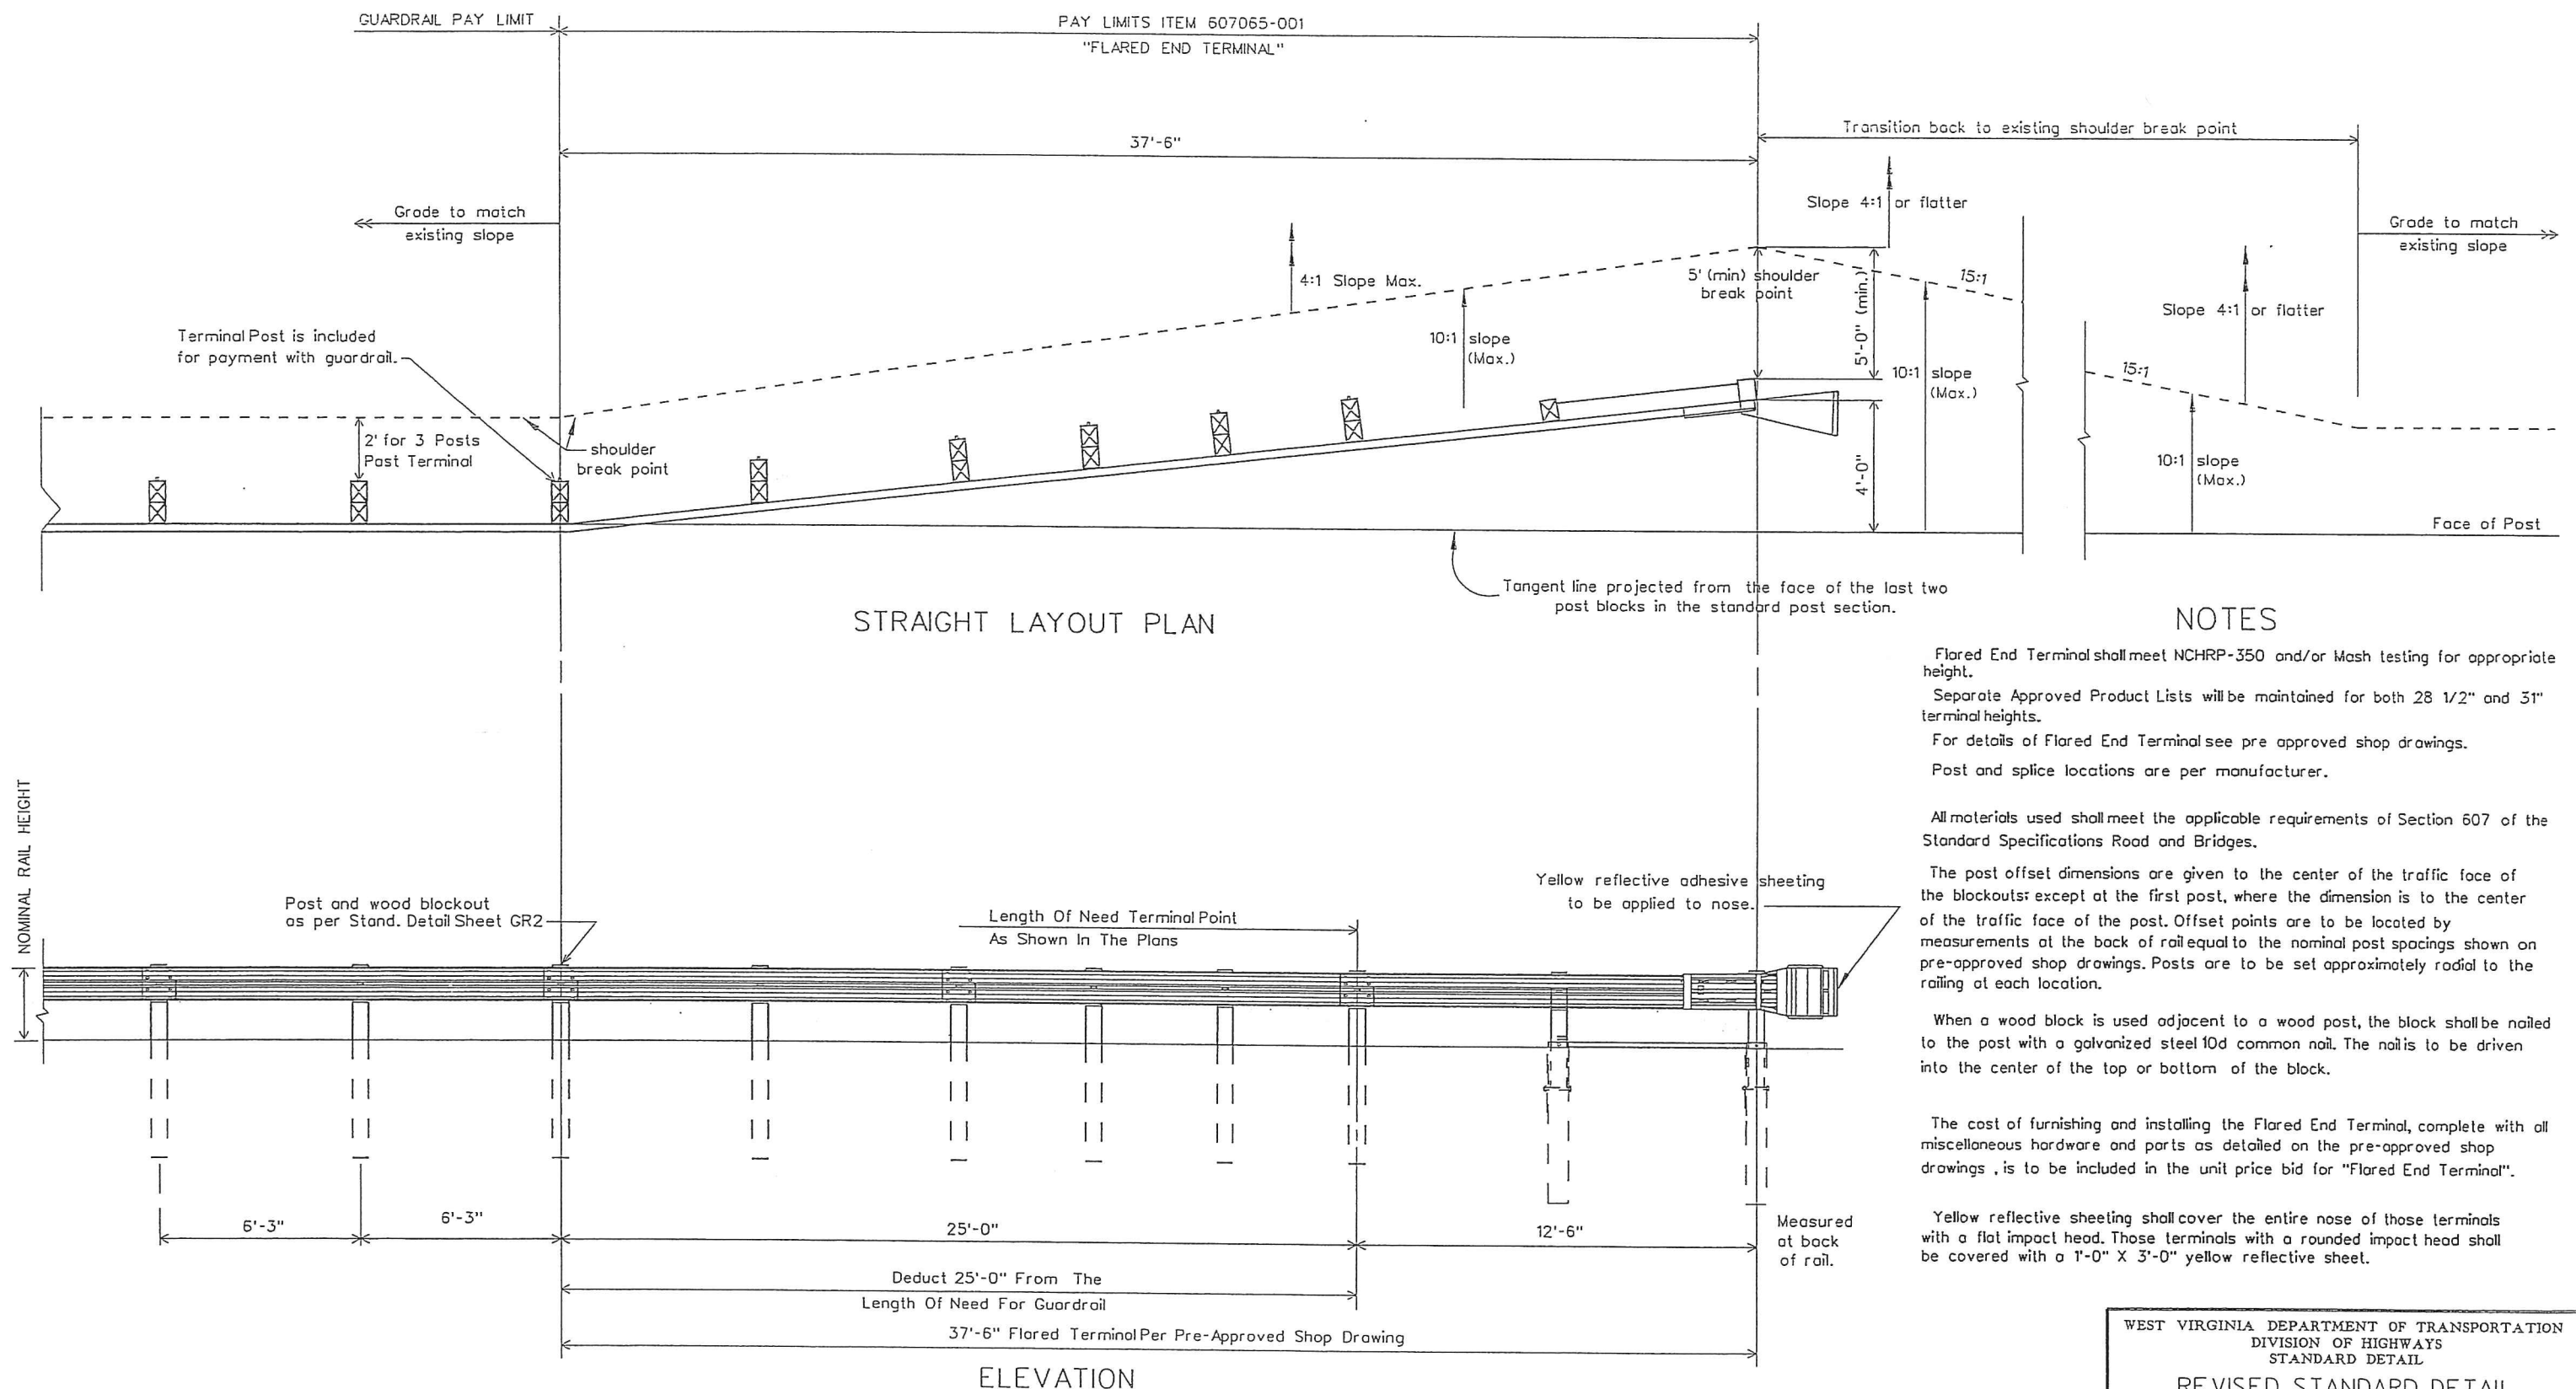 GUARDRAIL PAY LIMIT
PAY LIMITS ITEM 607065-001
"FLARED END TERMINAL"
37'-6"
Transition back to existing shoulder break point
Grade to match
existing slope
4:1 Slope Max.
10:1 slope
(Max.)
5' (min) shoulder
break point
Slope 4:1 or flatter
5'-0" (min.)
15:1
10:1 slope
(Max.)
4'-0"
Slope 4:1 or flatter
Grade to match
existing slope
15:1
10:1 slope
(Max.)
Face of Post
Terminal Post is included
for payment with guardrail.
2' for 3 Posts
Past Terminal
shoulder
break point
Tangent line projected from the face of the last two
post blocks in the standard post section.
STRAIGHT LAYOUT PLAN
NOTES
Flared End Terminal shall meet NCHRP-350 and/or Mash testing for appropriate
height.
Separate Approved Product Lists will be maintained for both 28 1/2" and 31"
terminal heights.
For details of Flared End Terminal see pre approved shop drawings.
Post and splice locations are per manufacturer.
All materials used shall meet the applicable requirements of Section 607 of the
Standard Specifications Road and Bridges.
The post offset dimensions are given to the center of the traffic face of
the blockouts; except at the first post, where the dimension is to the center
of the traffic face of the post. Offset points are to be located by
measurements at the back of rail equal to the nominal post spacings shown on
pre-approved shop drawings. Posts are to be set approximately radial to the
railing at each location.
When a wood block is used adjacent to a wood post, the block shall be nailed
to the post with a galvanized steel 10d common nail. The nail is to be driven
into the center of the top or bottom of the block.
The cost of furnishing and installing the Flared End Terminal, complete with all
miscellaneous hardware and parts as detailed on the pre-approved shop
drawings , is to be included in the unit price bid for "Flared End Terminal".
Yellow reflective sheeting shall cover the entire nose of those terminals
with a flat impact head. Those terminals with a rounded impact head shall
be covered with a 1'-0" X 3'-0" yellow reflective sheet.
NOMINAL RAIL HEIGHT
Post and wood blockout
as per Stand. Detail Sheet GR2
Length Of Need Terminal Point
As Shown In The Plans
Yellow reflective adhesive sheeting
to be applied to nose.
6'-3"
6'-3"
25'-0"
12'-6"
Measured
at back
of rail.
Deduct 25'-0" From The
Length Of Need For Guardrail
37'-6" Flared Terminal Per Pre-Approved Shop Drawing
ELEVATION
WEST VIRGINIA DEPARTMENT OF TRANSPORTATION
DIVISION OF HIGHWAYS
STANDARD DETAIL
REVISED STANDARD DETAIL